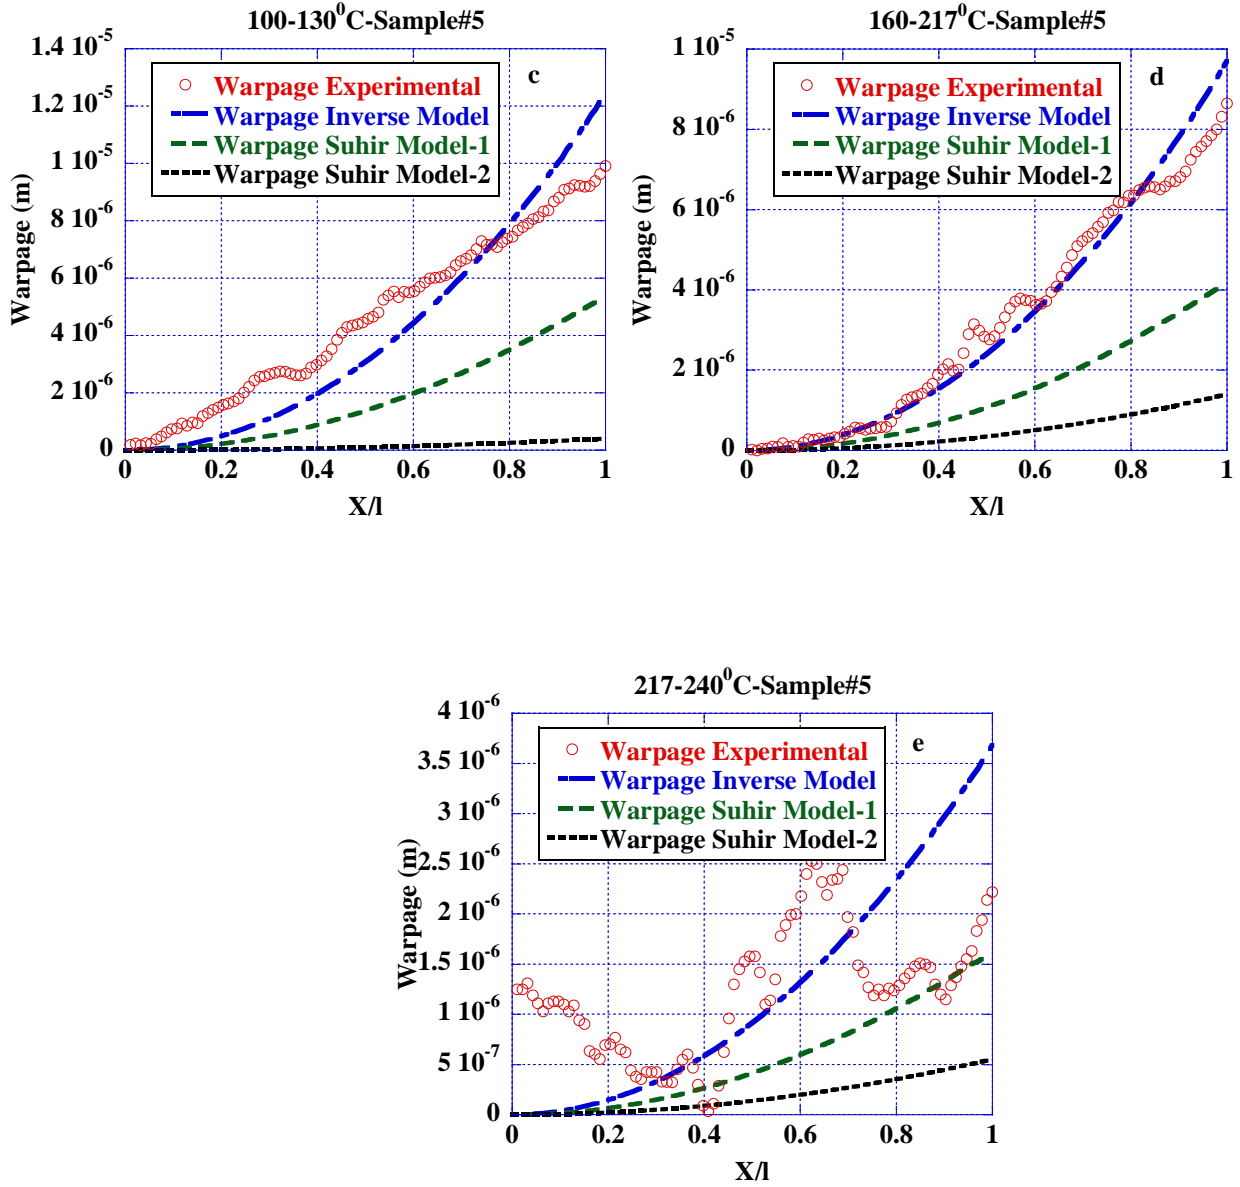 100-130⁰C-Sample#5
c
Warpage Experimental
Warpage Inverse Model
Warpage Suhir Model-1
Warpage Suhir Model-2
1.4 10⁻⁵
1.2 10⁻⁵
1 10⁻⁵
8 10⁻⁶
6 10⁻⁶
4 10⁻⁶
2 10⁻⁶
0
Warpage (m)
0 0.2 0.4 0.6 0.8 1
X/l
160-217⁰C-Sample#5
d
Warpage Experimental
Warpage Inverse Model
Warpage Suhir Model-1
Warpage Suhir Model-2
1 10⁻⁵
8 10⁻⁶
6 10⁻⁶
4 10⁻⁶
2 10⁻⁶
0
Warpage (m)
0 0.2 0.4 0.6 0.8 1
X/l
217-240⁰C-Sample#5
e
Warpage Experimental
Warpage Inverse Model
Warpage Suhir Model-1
Warpage Suhir Model-2
4 10⁻⁶
3.5 10⁻⁶
3 10⁻⁶
2.5 10⁻⁶
2 10⁻⁶
1.5 10⁻⁶
1 10⁻⁶
5 10⁻⁷
0
Warpage (m)
0 0.2 0.4 0.6 0.8 1
X/l